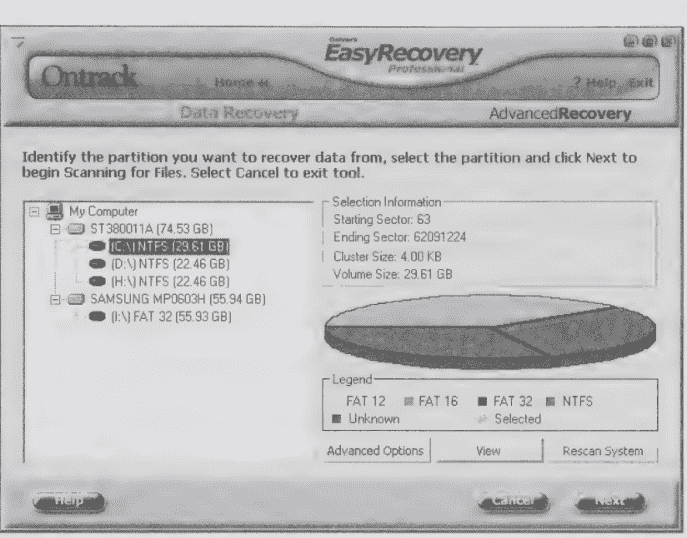 Ontrack's
EasyRecovery
Professional
Ontrack
Home
? Help Exit
Data Recovery
AdvancedRecovery
Identify the partition you want to recover data from, select the partition and click Next to
begin Scanning for Files. Select Cancel to exit tool.
My Computer
ST380011A (74.53 GB)
(C:\) NTFS (29.61 GB)
(D:\) NTFS (22.46 GB)
(H:\) NTFS (22.46 GB)
SAMSUNG MP0603H (55.94 GB)
(I:\) FAT 32 (55.93 GB)
Selection Information
Starting Sector: 63
Ending Sector: 62091224
Cluster Size: 4.00 KB
Volume Size: 29.61 GB
Legend
FAT 12 FAT 16 FAT 32 NTFS
Unknown Selected
Advanced Options View Rescan System
Help Cancel Next